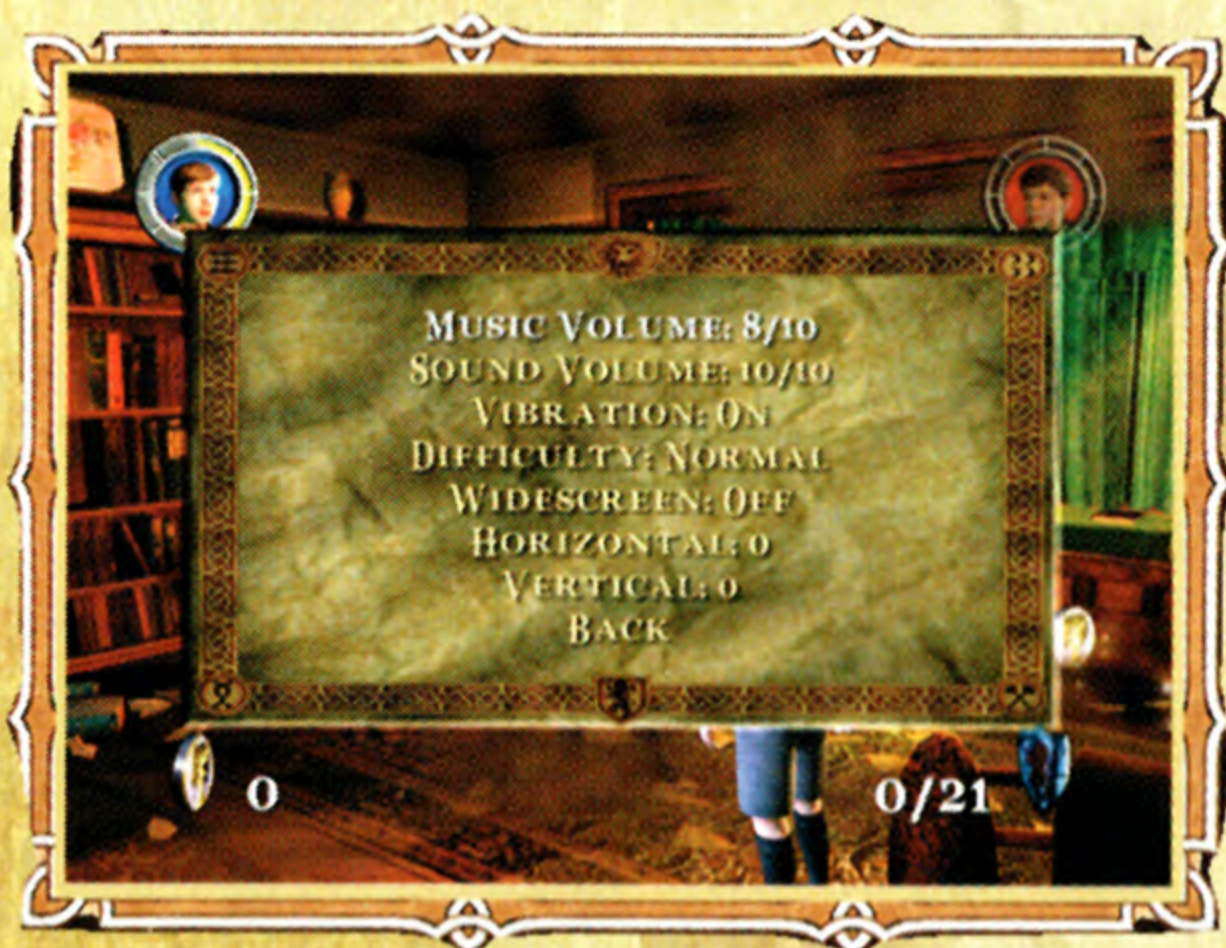 Music Volume: 8/10
Sound Volume: 10/10
Vibration: On
Difficulty: Normal
Widescreen: Off
Horizontal: 0
Vertical: 0
Back
0
0/21